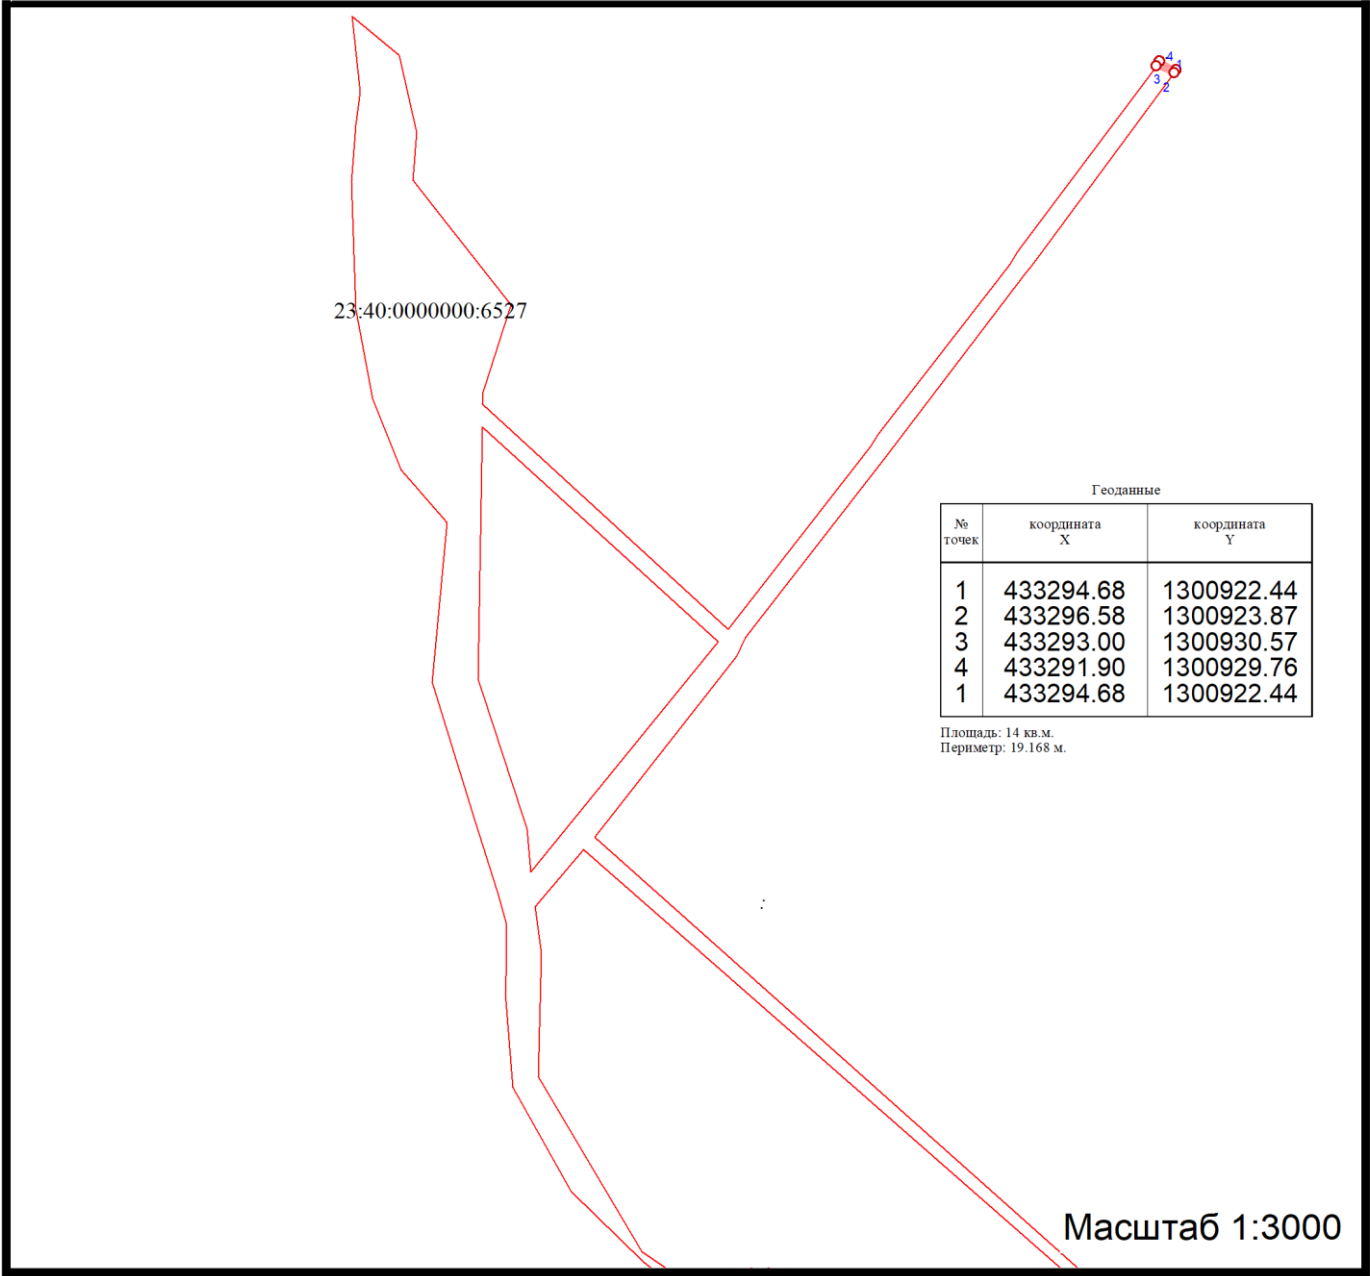 4
1
3
2
23:40:0000000:6527
Геоданные
№ точек координата X координата Y
1 433294.68 1300922.44
2 433296.58 1300923.87
3 433293.00 1300930.57
4 433291.90 1300929.76
1 433294.68 1300922.44
Площадь: 14 кв.м.
Периметр: 19.168 м.
:
Масштаб 1:3000